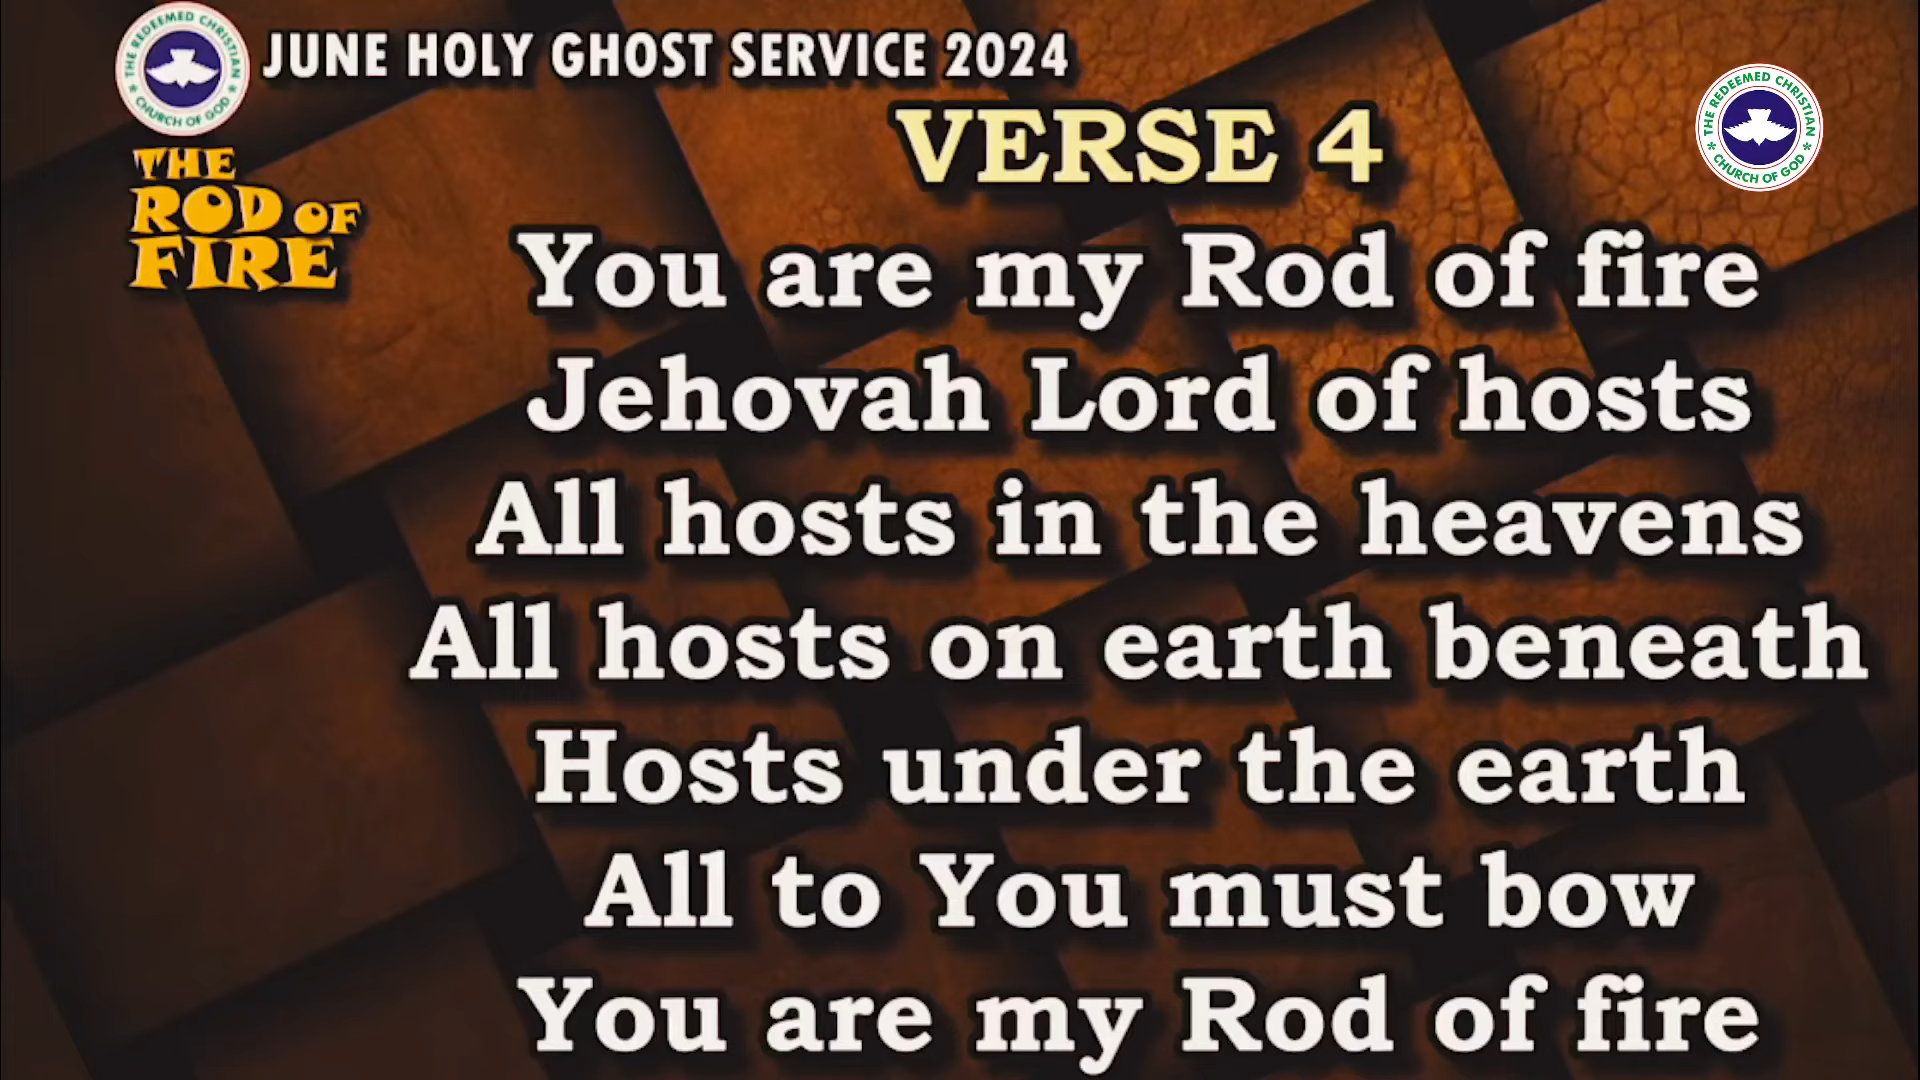 THE REDEEMED CHRISTIAN
CHURCH OF GOD
JUNE HOLY GHOST SERVICE 2024
THE
ROD OF
FIRE
THE REDEEMED CHRISTIAN
CHURCH OF GOD
VERSE 4
You are my Rod of fire
Jehovah Lord of hosts
All hosts in the heavens
All hosts on earth beneath
Hosts under the earth
All to You must bow
You are my Rod of fire